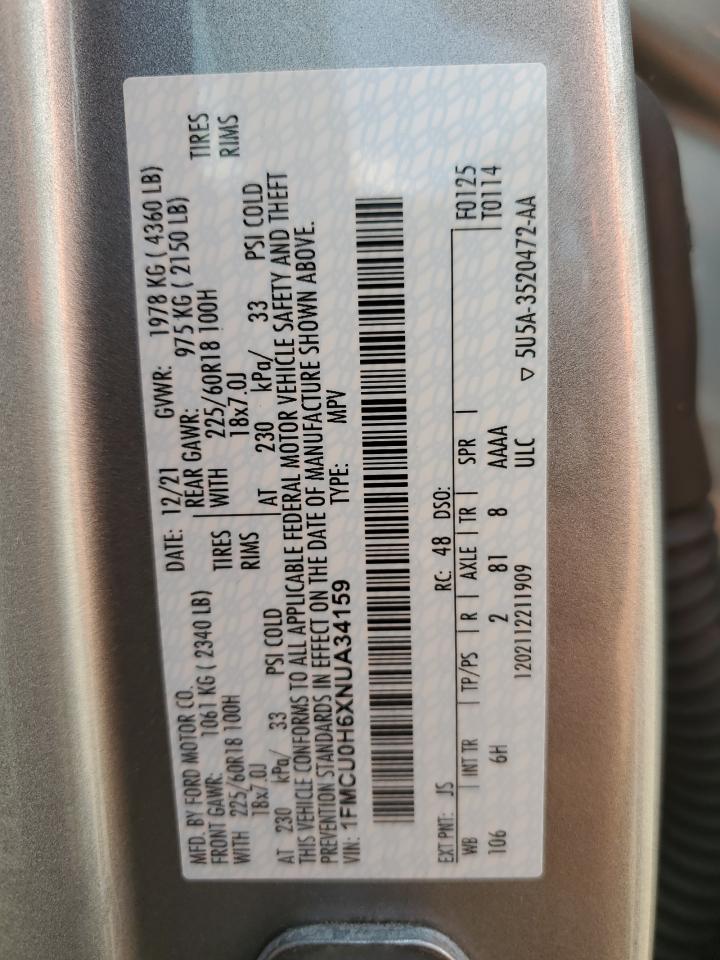 MFD. BY FORD MOTOR CO. DATE: 12/21 GVWR: 1978 KG ( 4360 LB)
FRONT GAWR: 1061 KG ( 2340 LB) REAR GAWR: 975 KG ( 2150 LB)
WITH 225/60R18 100H TIRES WITH 225/60R18 100H TIRES
18x7.0J RIMS 18x7.0J RIMS
AT 230 kPa/ 33 PSI COLD AT 230 kPa/ 33 PSI COLD
THIS VEHICLE CONFORMS TO ALL APPLICABLE FEDERAL MOTOR VEHICLE SAFETY AND THEFT
PREVENTION STANDARDS IN EFFECT ON THE DATE OF MANUFACTURE SHOWN ABOVE.
VIN: 1FMCU0H6XNUA34159 TYPE: MPV
EXT PNT: JS RC: 48 DSO: F0125
WB INT TR TP/PS R AXLE TR SPR T0114
106 6H 2 81 8 AAAA
1202112211909 ULC ▽ 5U5A-3520472-AA